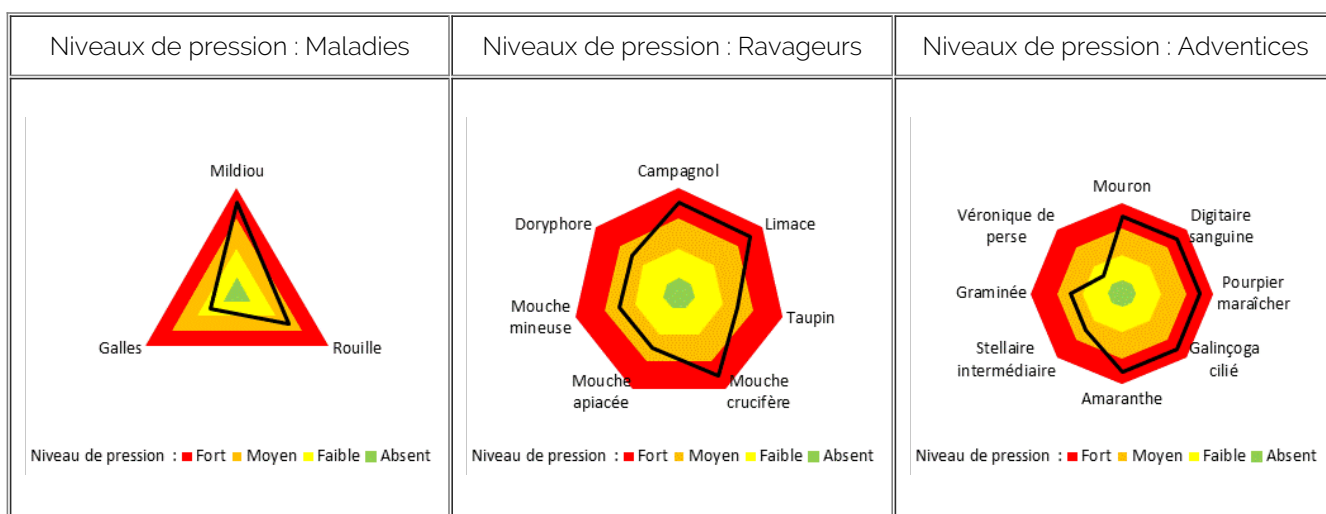 Niveaux de pression : Maladies
Niveaux de pression : Ravageurs
Niveaux de pression : Adventices
Mildiou
Galles
Rouille
Niveau de pression : Fort Moyen Faible Absent
Campagnol
Doryphore
Limace
Mouche
mineuse
Taupin
Mouche
apiacée
Mouche
crucifère
Niveau de pression : Fort Moyen Faible Absent
Mouron
Véronique de
perse
Digitaire
sanguine
Graminée
Pourpier
maraîcher
Stellaire
intermédiaire
Galinçoga
cilié
Amaranthe
Niveau de pression : Fort Moyen Faible Absent